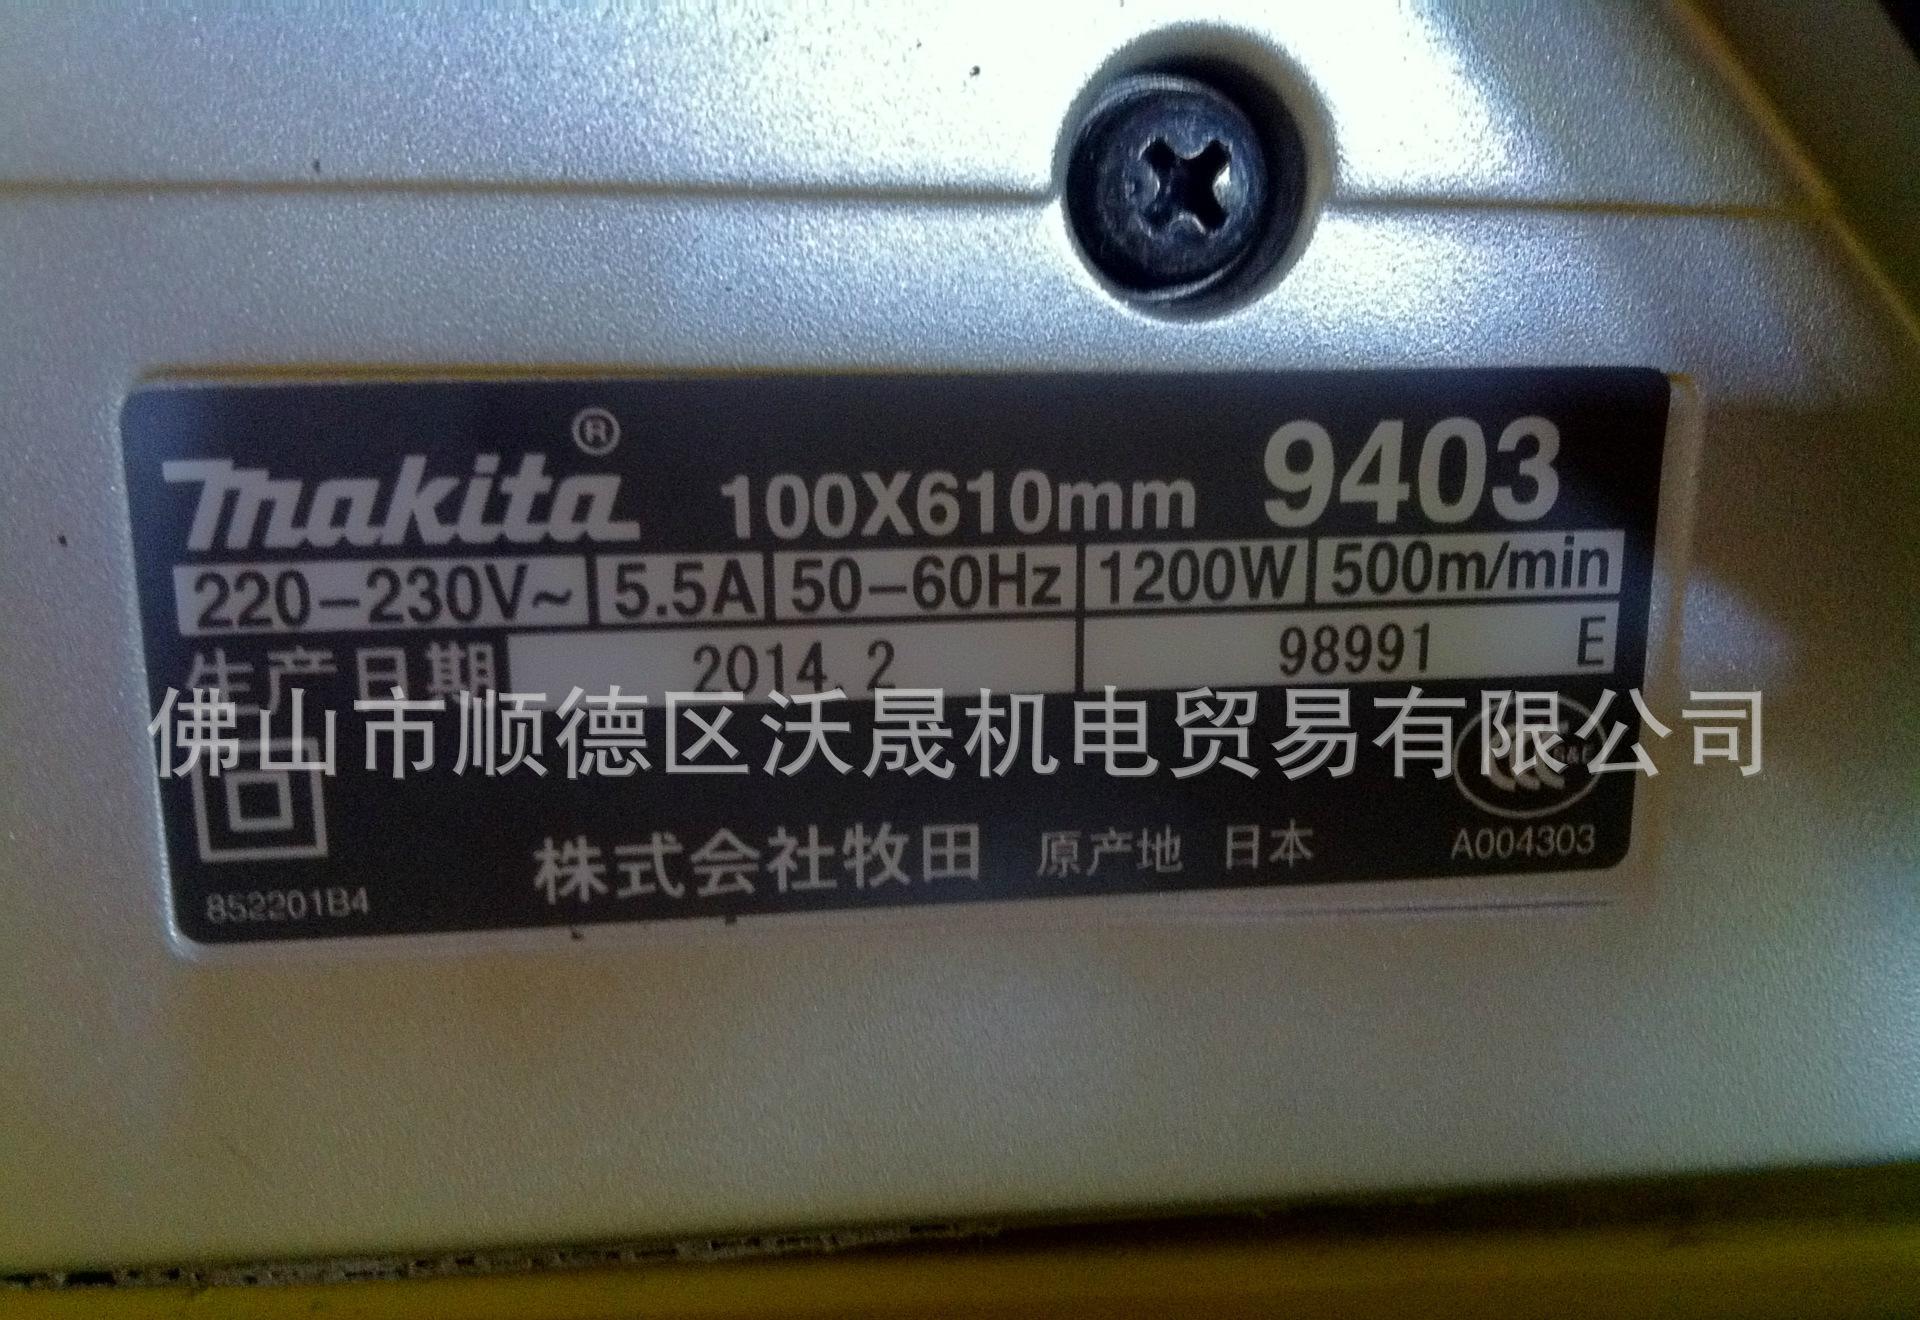 makita® 100X610mm 9403
220-230V~ 5.5A 50-60Hz 1200W 500m/min
生产日期 2014.2 98991 E
佛山市顺德区沃晟机电贸易有限公司
S&E
株式会社牧田 原产地 日本 A004303
852201B4